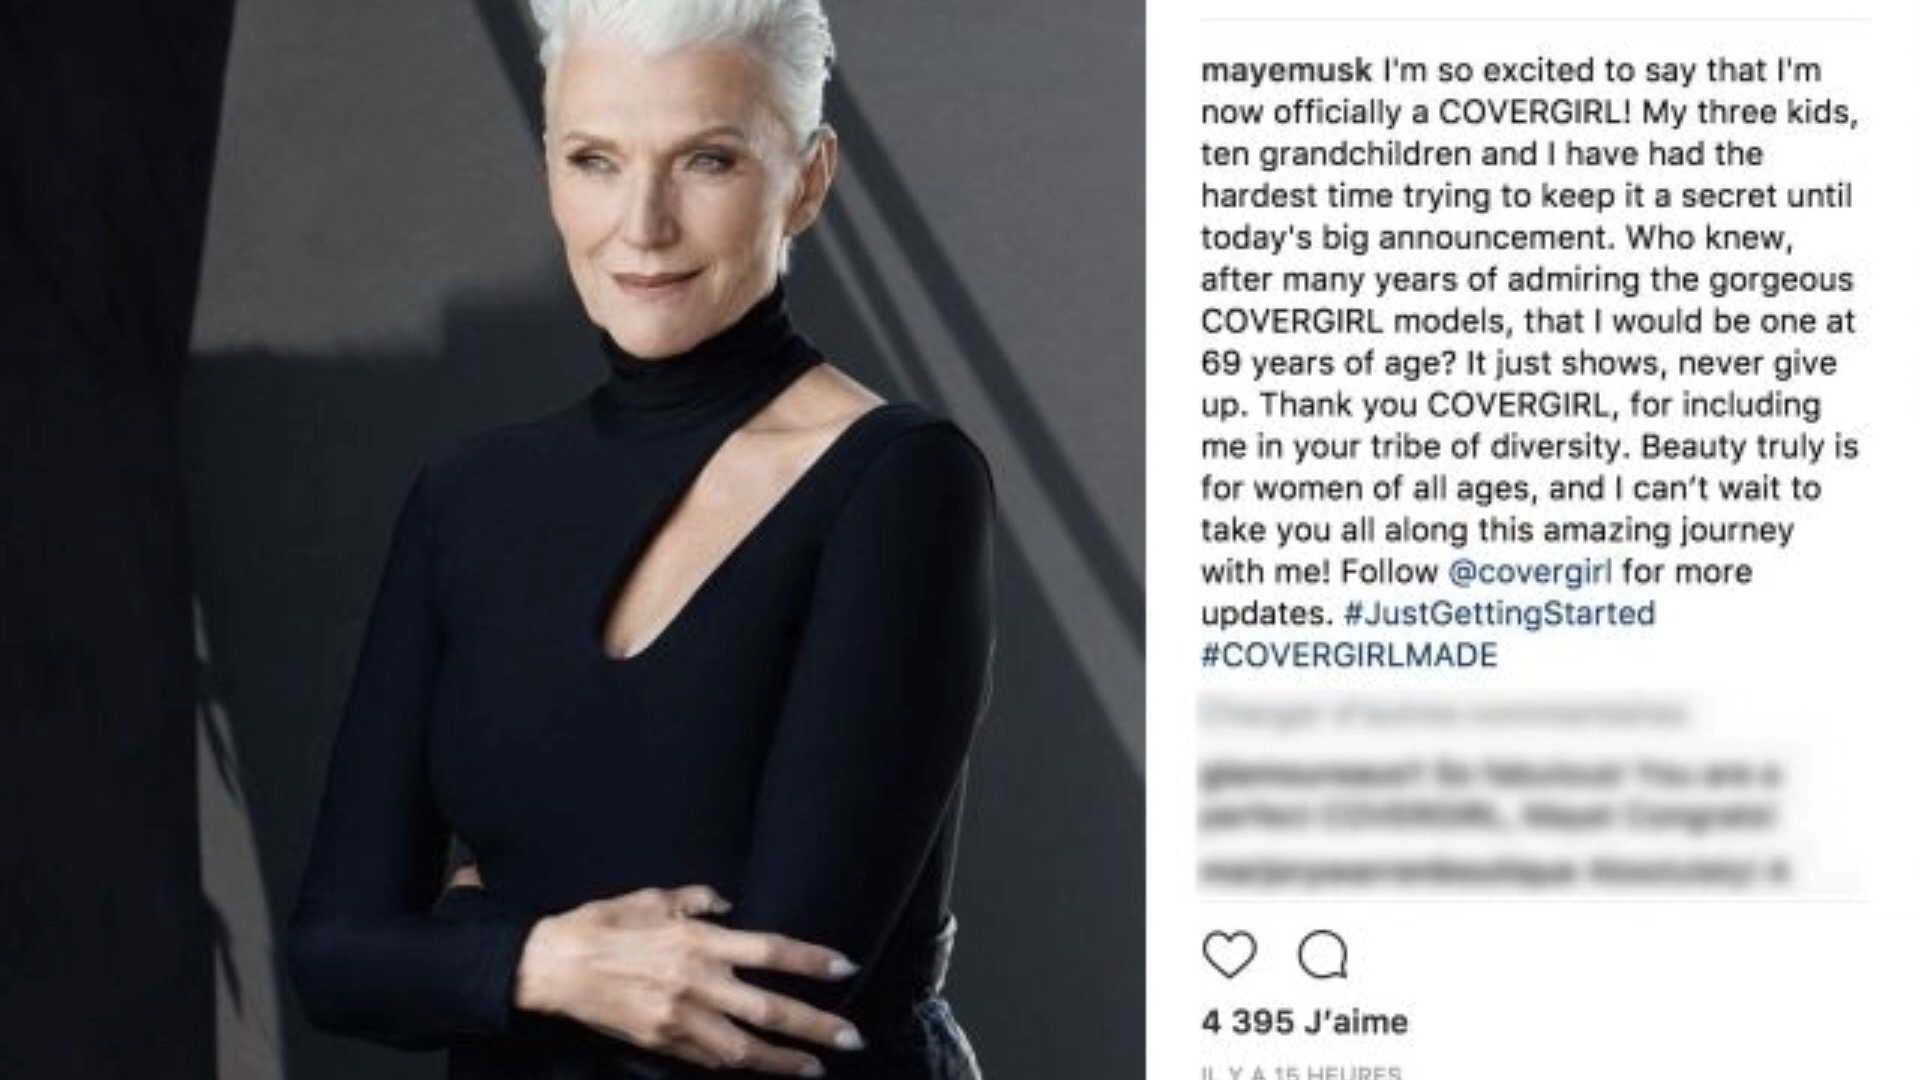 mayemusk I'm so excited to say that I'm
now officially a COVERGIRL! My three kids,
ten grandchildren and I have had the
hardest time trying to keep it a secret until
today's big announcement. Who knew,
after many years of admiring the gorgeous
COVERGIRL models, that I would be one at
69 years of age? It just shows, never give
up. Thank you COVERGIRL, for including
me in your tribe of diversity. Beauty truly is
for women of all ages, and I can’t wait to
take you all along this amazing journey
with me! Follow @covergirl for more
updates. #JustGettingStarted
#COVERGIRLMADE
4 395 J’aime
IL Y A 15 HEURES